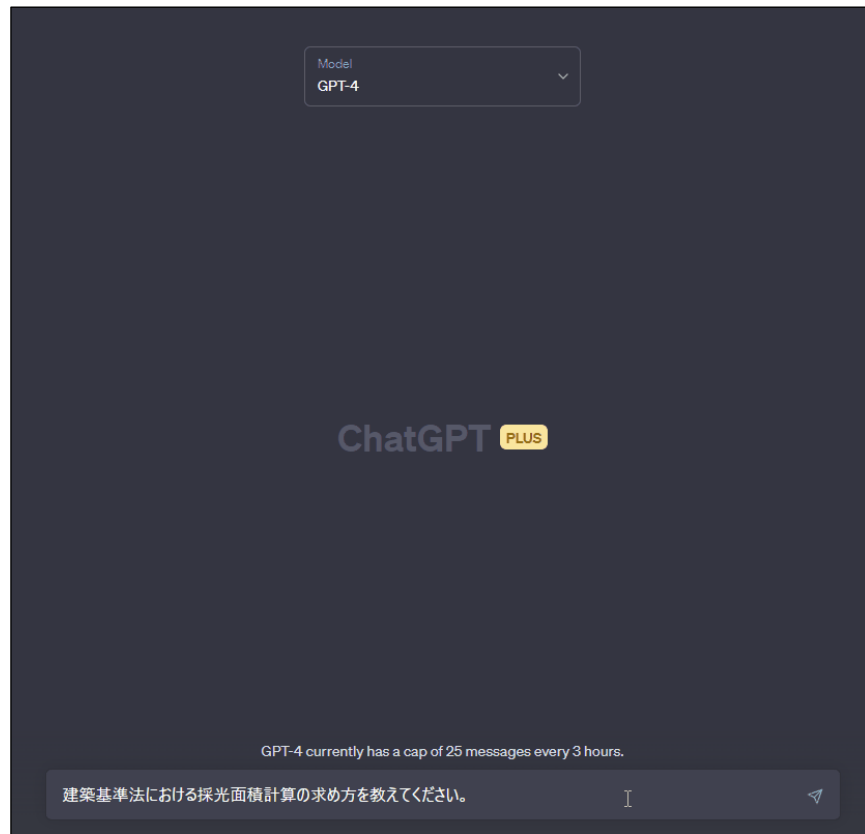 Model
GPT-4
ChatGPT PLUS
GPT-4 currently has a cap of 25 messages every 3 hours.
建築基準法における採光面積計算の求め方を教えてください。